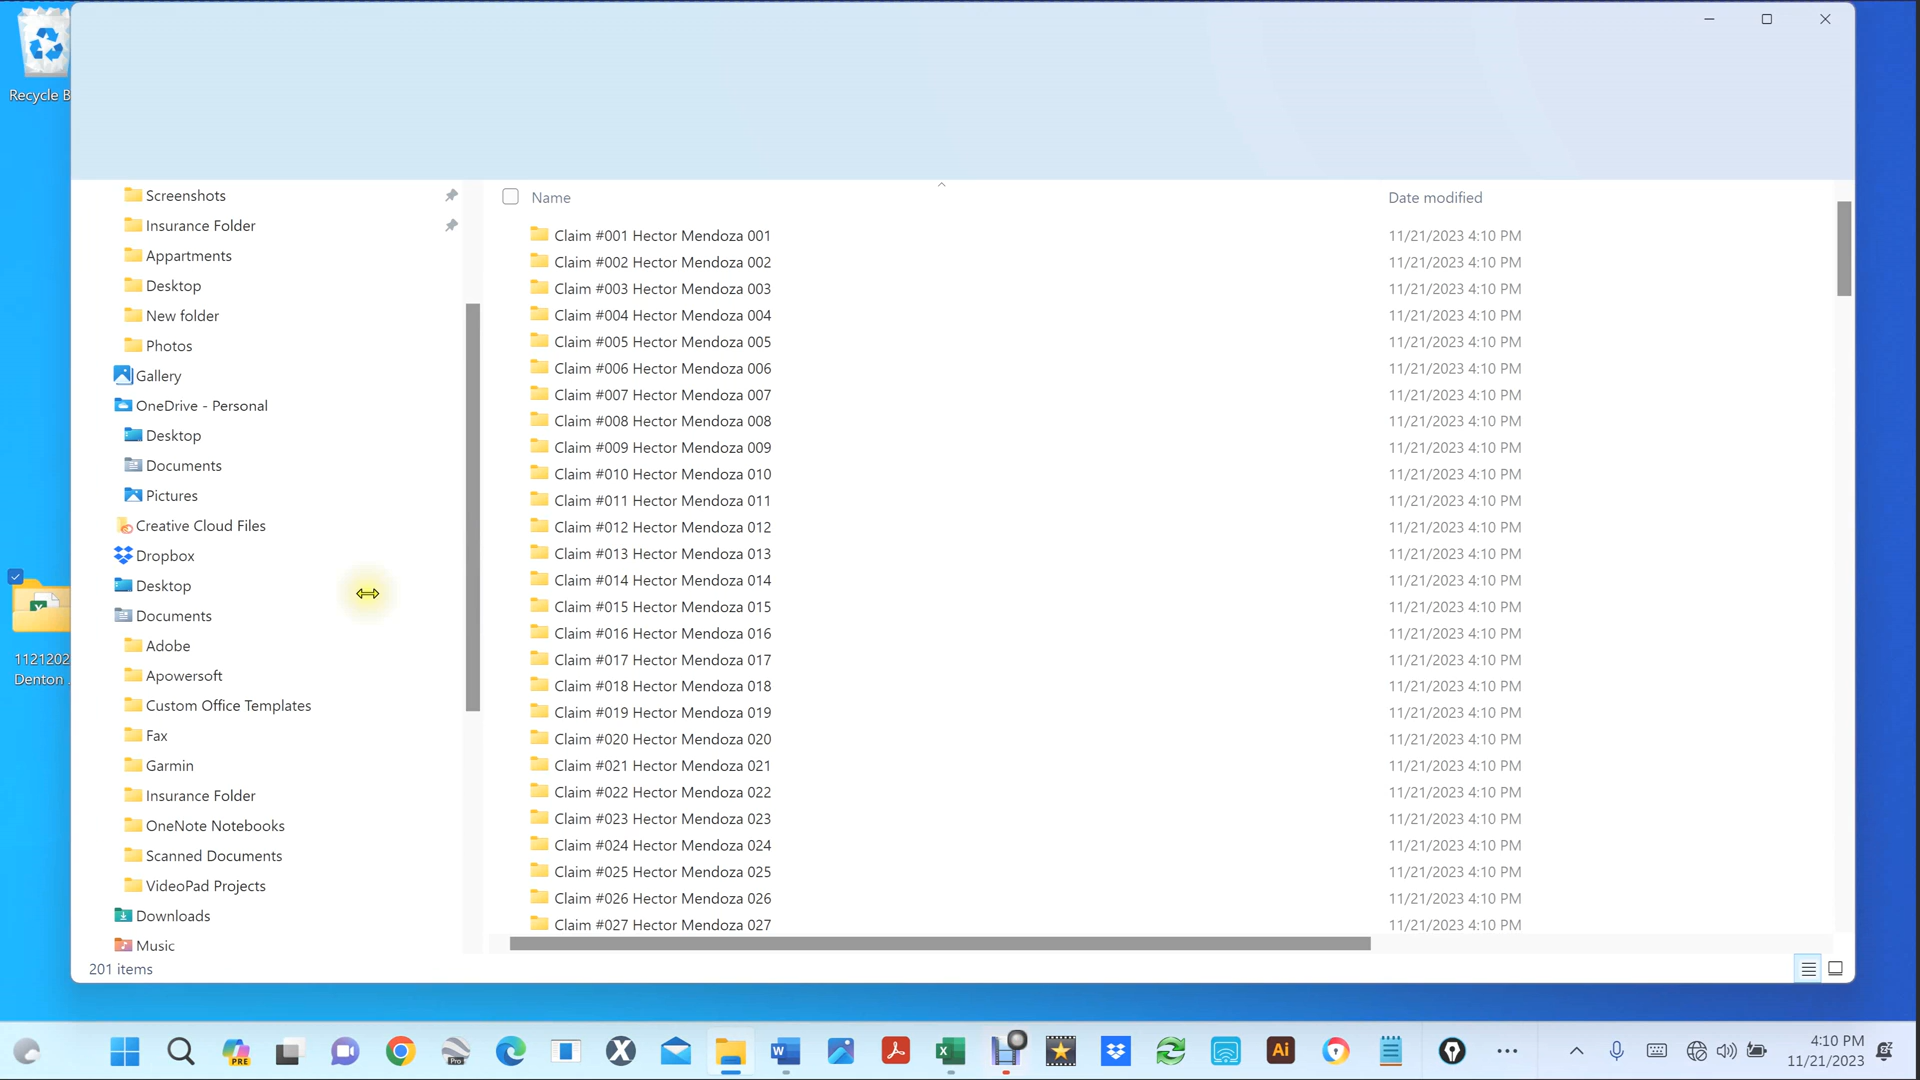 Recycle B
1121202
Denton .
Screenshots
Insurance Folder
Appartments
Desktop
New folder
Photos
Gallery
OneDrive - Personal
Desktop
Documents
Pictures
Creative Cloud Files
Dropbox
Desktop
Documents
Adobe
Apowersoft
Custom Office Templates
Fax
Garmin
Insurance Folder
OneNote Notebooks
Scanned Documents
VideoPad Projects
Downloads
Music
Name Date modified
Claim #001 Hector Mendoza 001 11/21/2023 4:10 PM
Claim #002 Hector Mendoza 002 11/21/2023 4:10 PM
Claim #003 Hector Mendoza 003 11/21/2023 4:10 PM
Claim #004 Hector Mendoza 004 11/21/2023 4:10 PM
Claim #005 Hector Mendoza 005 11/21/2023 4:10 PM
Claim #006 Hector Mendoza 006 11/21/2023 4:10 PM
Claim #007 Hector Mendoza 007 11/21/2023 4:10 PM
Claim #008 Hector Mendoza 008 11/21/2023 4:10 PM
Claim #009 Hector Mendoza 009 11/21/2023 4:10 PM
Claim #010 Hector Mendoza 010 11/21/2023 4:10 PM
Claim #011 Hector Mendoza 011 11/21/2023 4:10 PM
Claim #012 Hector Mendoza 012 11/21/2023 4:10 PM
Claim #013 Hector Mendoza 013 11/21/2023 4:10 PM
Claim #014 Hector Mendoza 014 11/21/2023 4:10 PM
Claim #015 Hector Mendoza 015 11/21/2023 4:10 PM
Claim #016 Hector Mendoza 016 11/21/2023 4:10 PM
Claim #017 Hector Mendoza 017 11/21/2023 4:10 PM
Claim #018 Hector Mendoza 018 11/21/2023 4:10 PM
Claim #019 Hector Mendoza 019 11/21/2023 4:10 PM
Claim #020 Hector Mendoza 020 11/21/2023 4:10 PM
Claim #021 Hector Mendoza 021 11/21/2023 4:10 PM
Claim #022 Hector Mendoza 022 11/21/2023 4:10 PM
Claim #023 Hector Mendoza 023 11/21/2023 4:10 PM
Claim #024 Hector Mendoza 024 11/21/2023 4:10 PM
Claim #025 Hector Mendoza 025 11/21/2023 4:10 PM
Claim #026 Hector Mendoza 026 11/21/2023 4:10 PM
Claim #027 Hector Mendoza 027 11/21/2023 4:10 PM
201 items
PRE
Pro
W
X
Ai
4:10 PM
11/21/2023